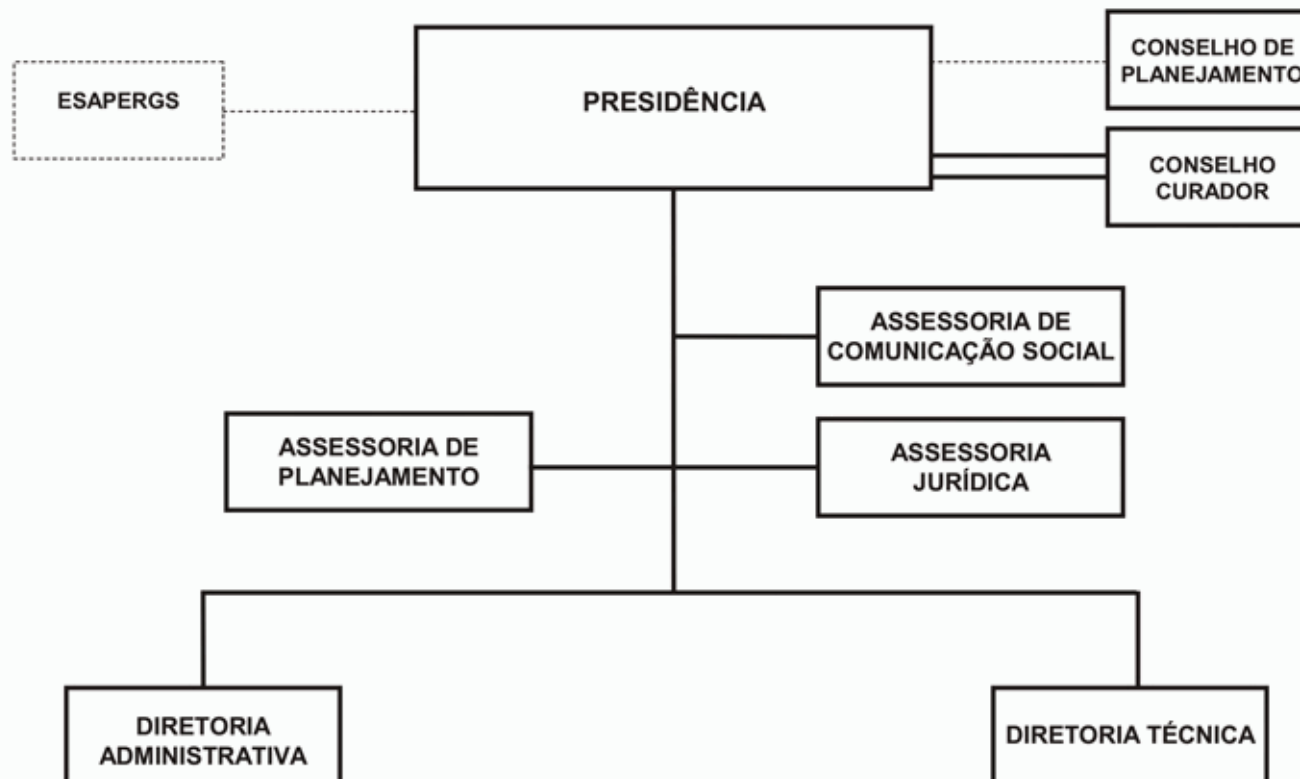 CONSELHO DE
PLANEJAMENTO
ESAPERGS
PRESIDÊNCIA
CONSELHO
CURADOR
ASSESSORIA DE
COMUNICAÇÃO SOCIAL
ASSESSORIA DE
PLANEJAMENTO
ASSESSORIA
JURÍDICA
DIRETORIA
ADMINISTRATIVA
DIRETORIA TÉCNICA